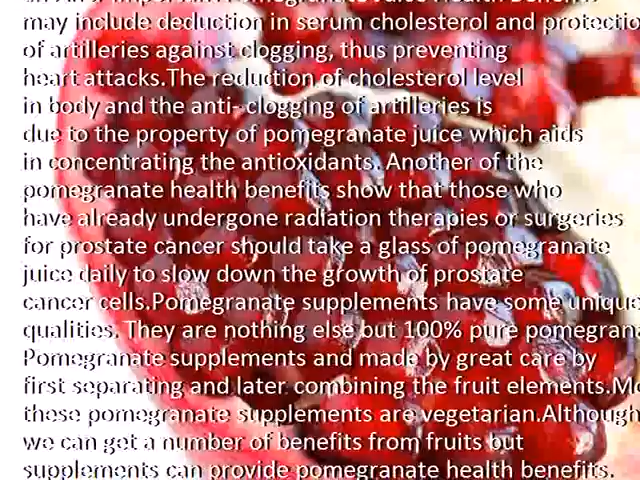 may include deduction in serum cholesterol and protectio
of artilleries against clogging, thus preventing
heart attacks.The reduction of cholesterol level
in body and the anti- clogging of artilleries is
due to the property of pomegranate juice which aids
in concentrating the antioxidants. Another of the
pomegranate health benefits show that those who
have already undergone radiation therapies or surgeries
for prostate cancer should take a glass of pomegranate
juice daily to slow down the growth of prostate
cancer cells.Pomegranate supplements have some unique
qualities. They are nothing else but 100% pure pomegrana
Pomegranate supplements and made by great care by
first separating and later combining the fruit elements.Mo
these pomegranate supplements are vegetarian.Although
we can get a number of benefits from fruits but
supplements can provide pomegranate health benefits.